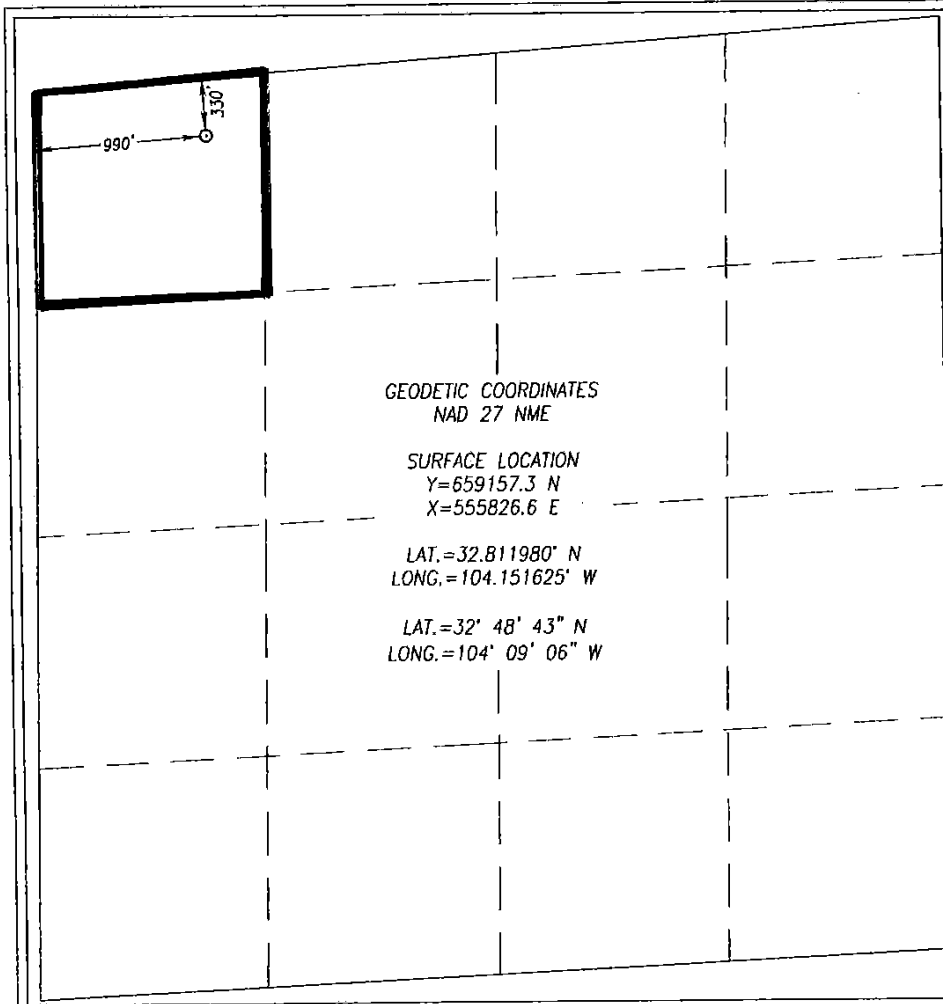 330'
990'
GEODETIC COORDINATES
NAD 27 NME
SURFACE LOCATION
Y=659157.3 N
X=555826.6 E
LAT.=32.811980° N
LONG.=104.151625° W
LAT.=32° 48' 43" N
LONG.=104° 09' 06" W